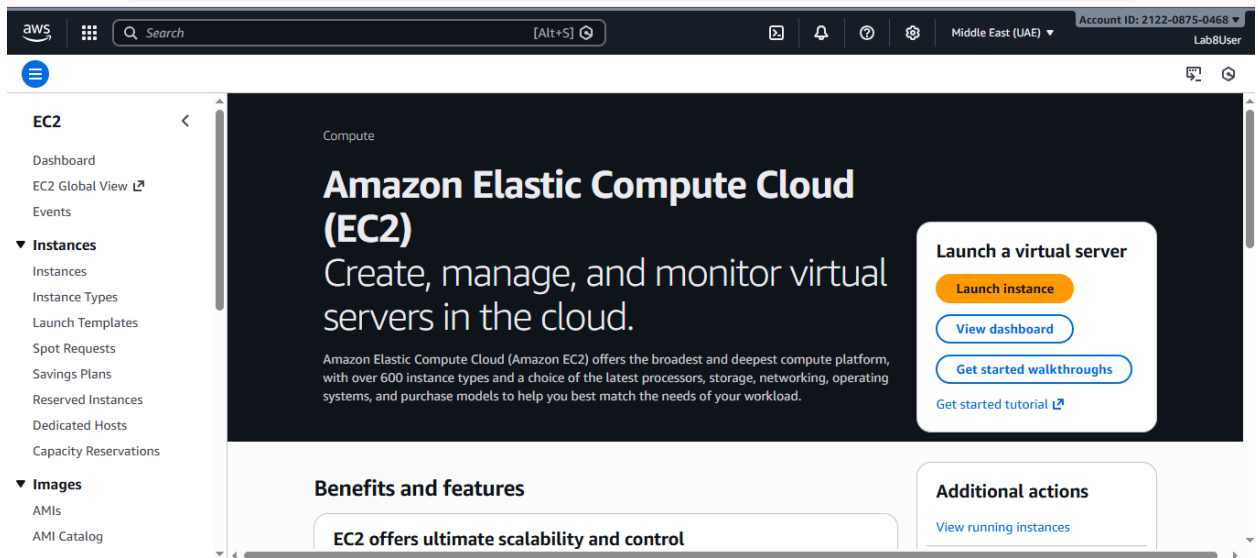 aws
Search
[Alt+S]
Middle East (UAE) ▼
Account ID: 2122-0875-0468 ▼
Lab8User
EC2
Dashboard
EC2 Global View
Events
▼ Instances
Instances
Instance Types
Launch Templates
Spot Requests
Savings Plans
Reserved Instances
Dedicated Hosts
Capacity Reservations
▼ Images
AMIs
AMI Catalog
Compute
Amazon Elastic Compute Cloud
(EC2)
Create, manage, and monitor virtual
servers in the cloud.
Amazon Elastic Compute Cloud (Amazon EC2) offers the broadest and deepest compute platform,
with over 600 instance types and a choice of the latest processors, storage, networking, operating
systems, and purchase models to help you best match the needs of your workload.
Launch a virtual server
Launch instance
View dashboard
Get started walkthroughs
Get started tutorial
Benefits and features
EC2 offers ultimate scalability and control
Additional actions
View running instances